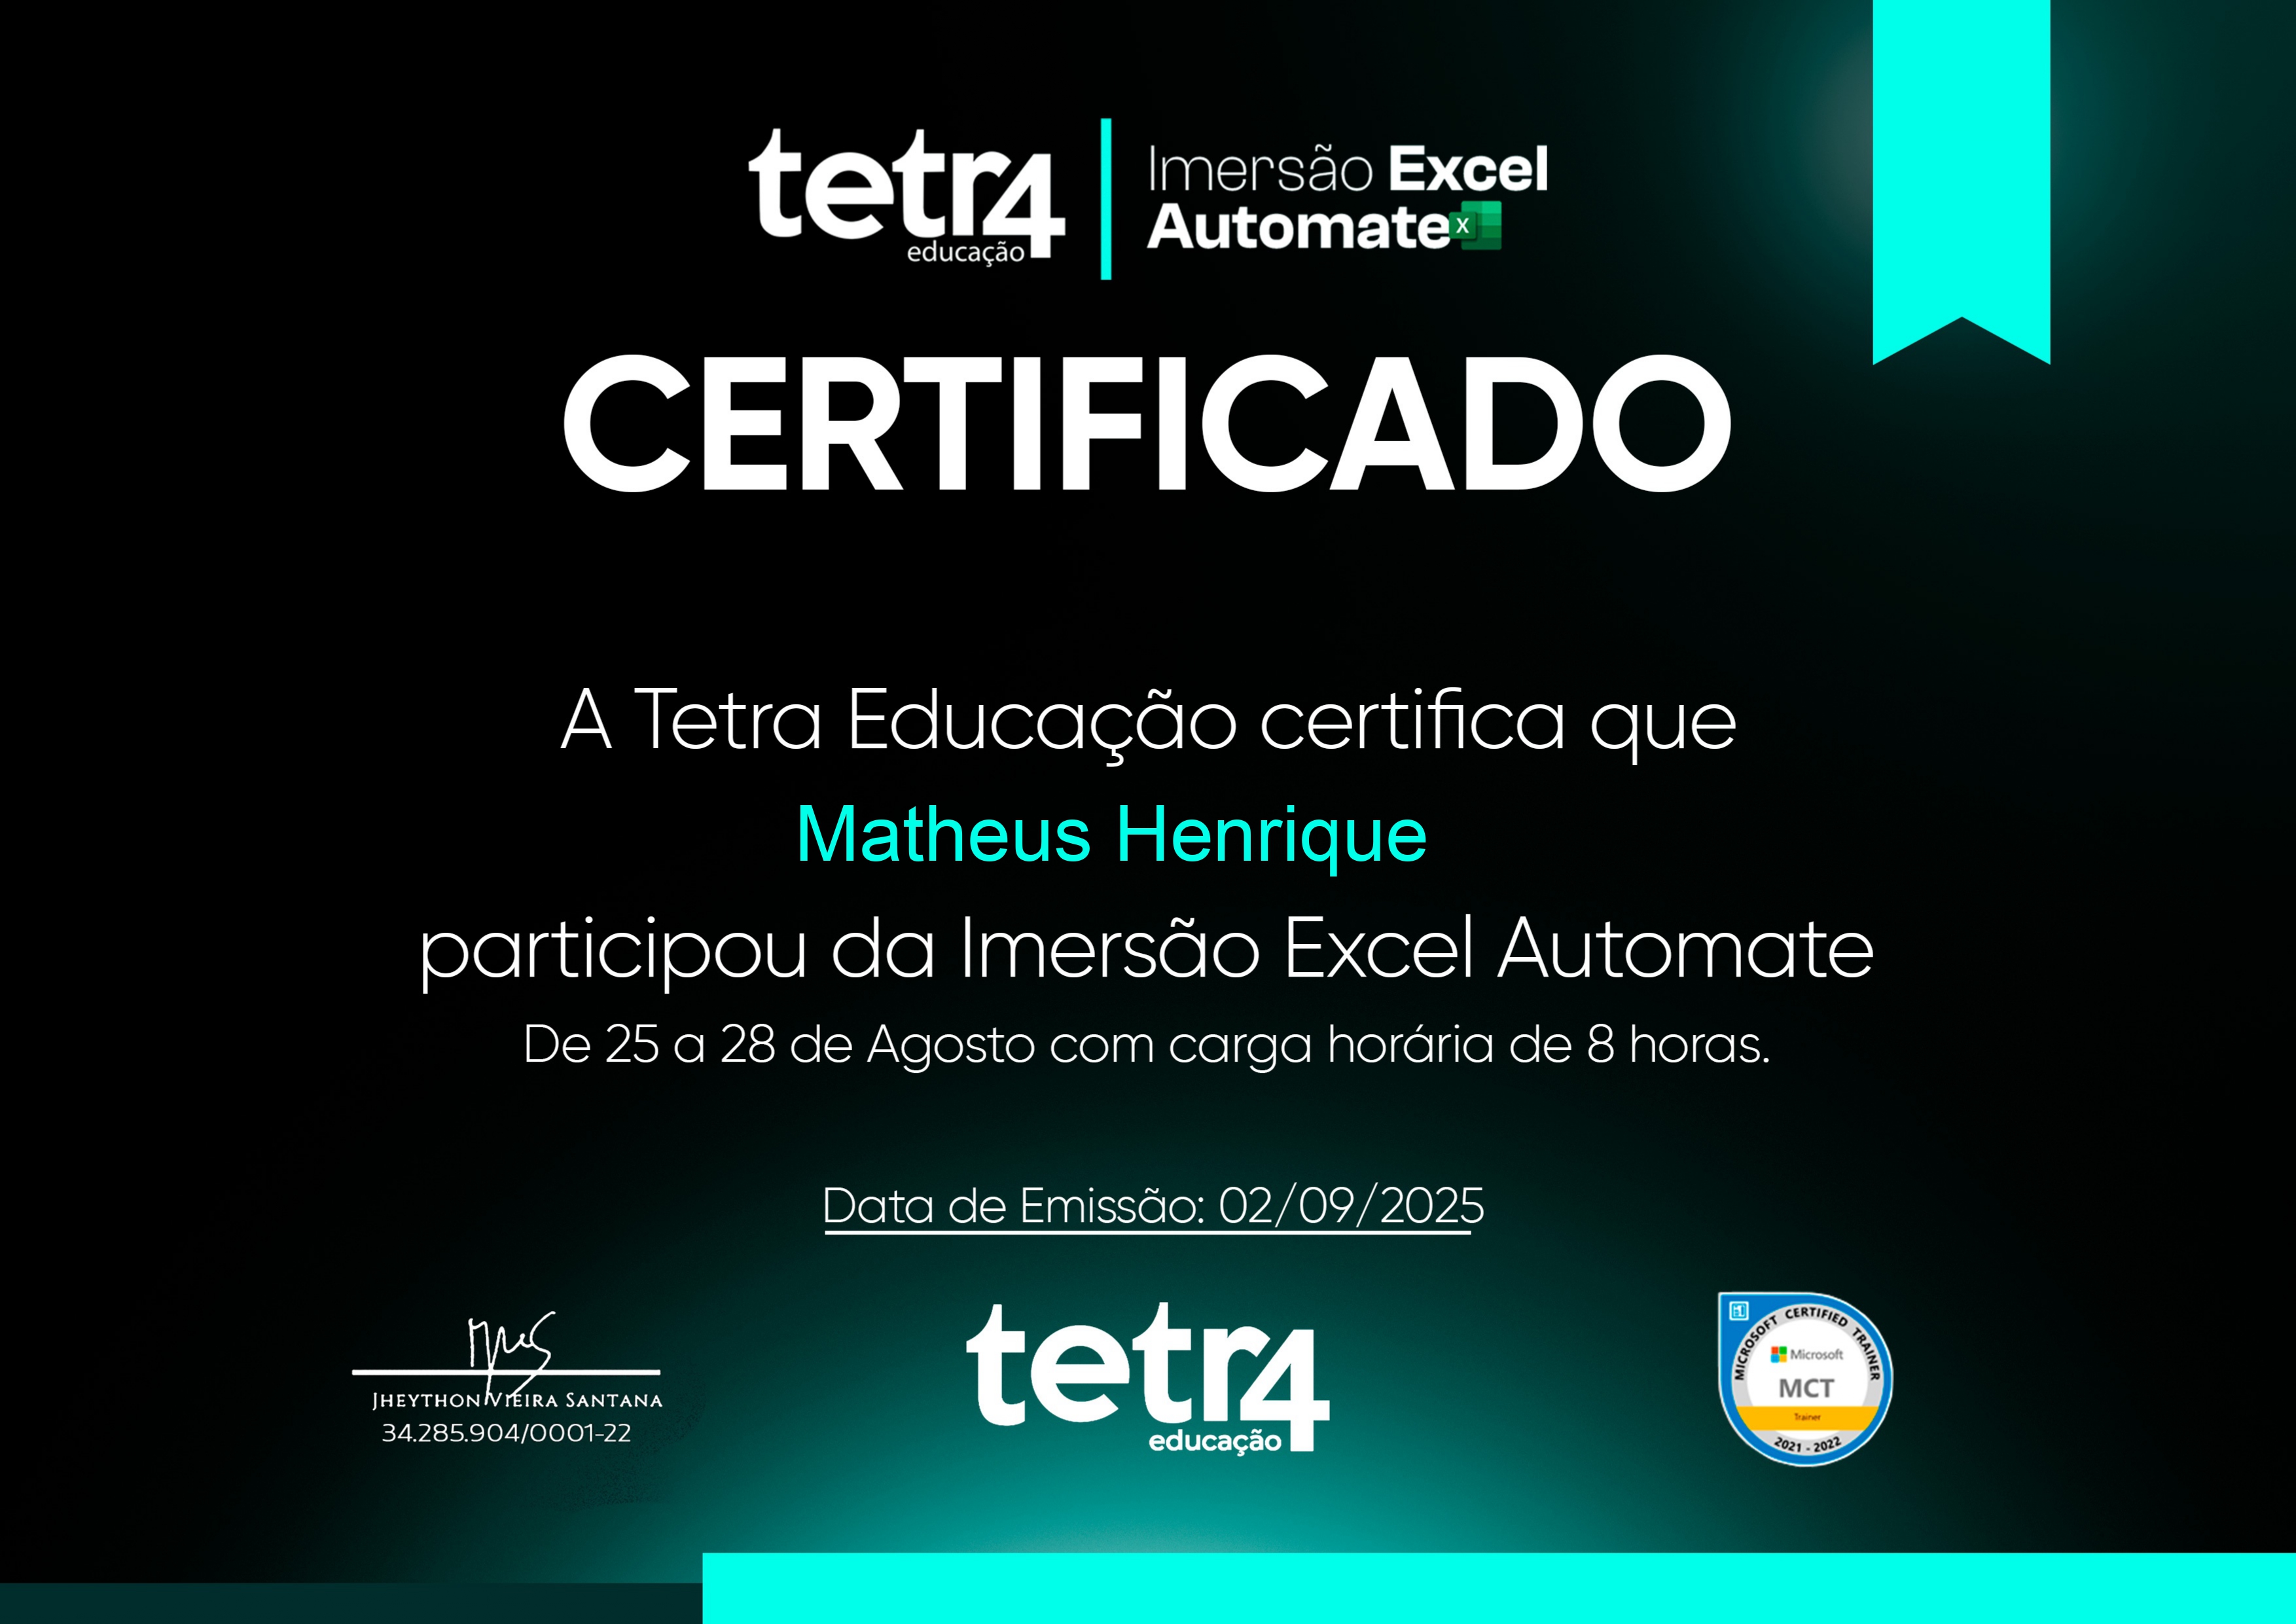 tetr4
educação
Imersão Excel
Automate
X
CERTIFICADO
A Tetra Educação certifica que
Matheus Henrique
participou da Imersão Excel Automate
De 25 a 28 de Agosto com carga horária de 8 horas.
Data de Emissão: 02/09/2025
JHEYTHON VIEIRA SANTANA
34.285.904/0001-22
tetr4
educação
MICROSOFT CERTIFIED TRAINER
Microsoft
MCT
Trainer
2021 - 2022